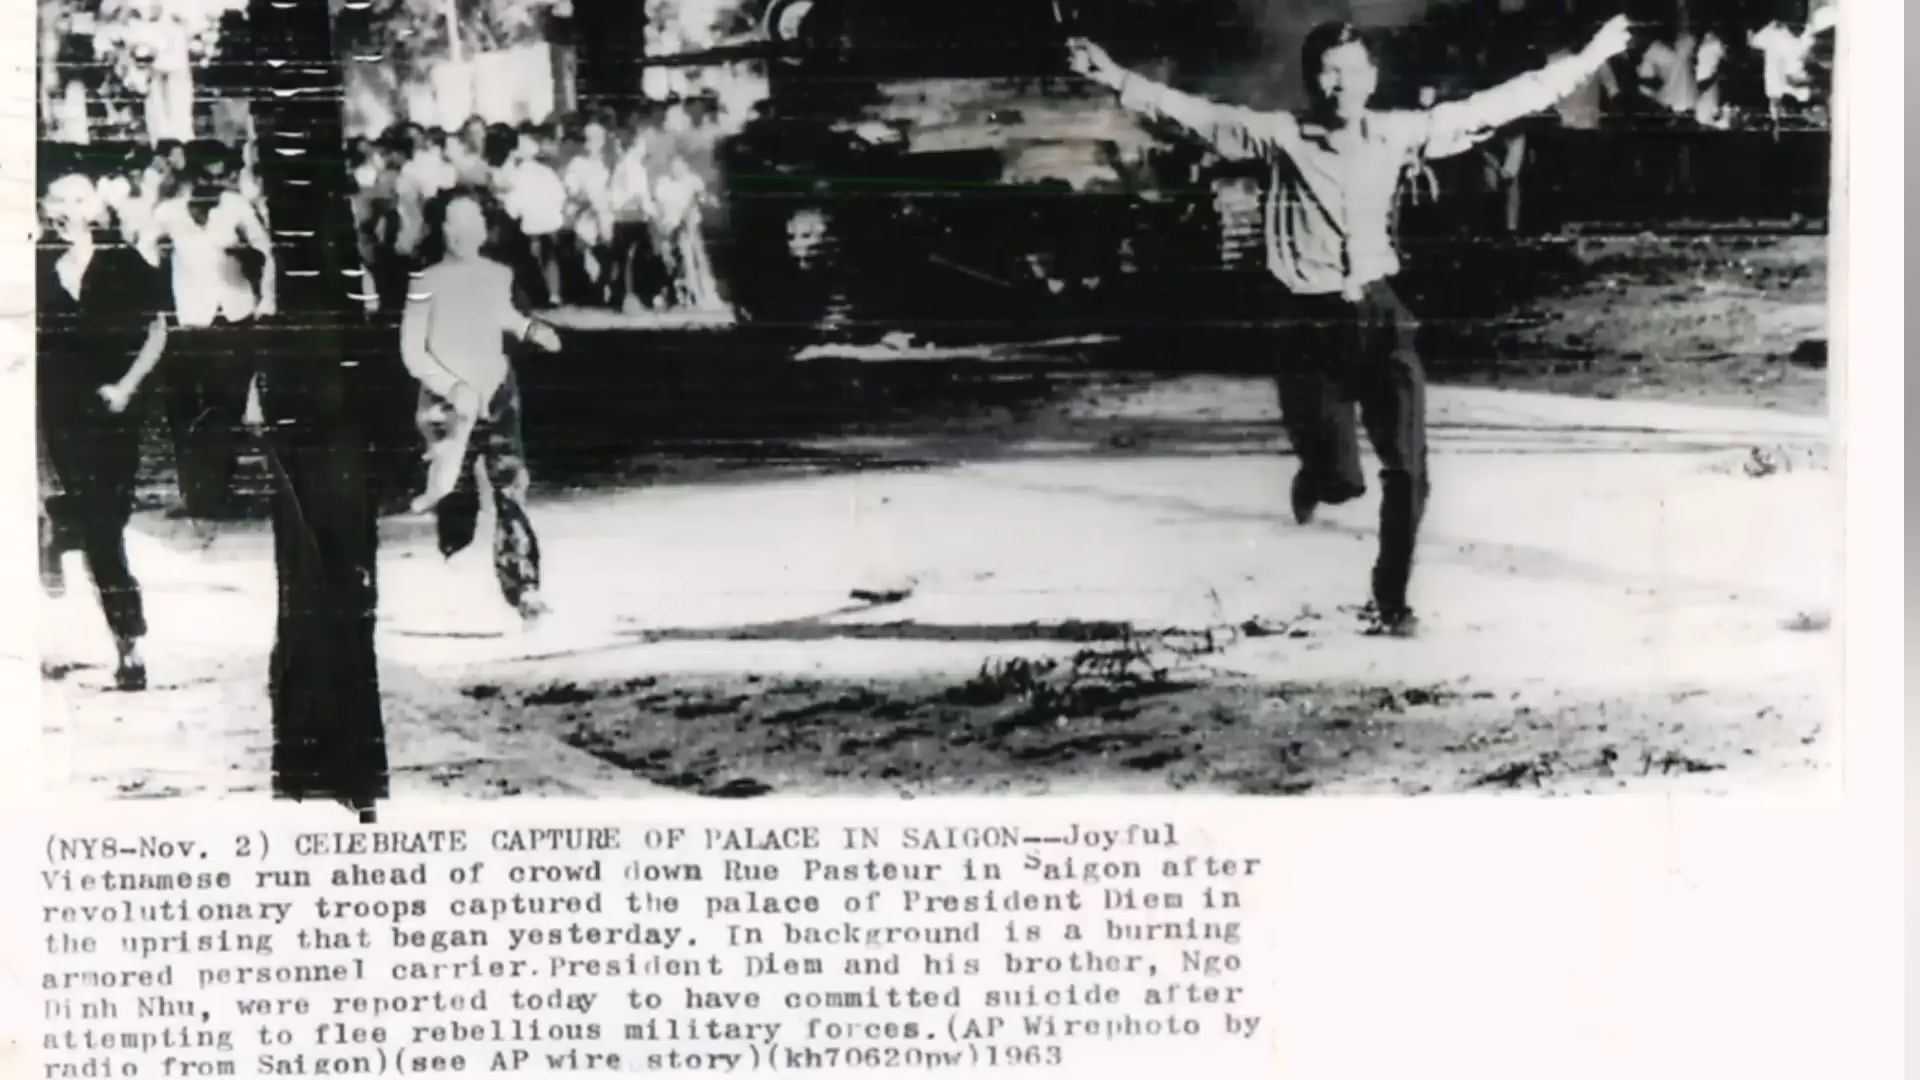 (NY8-Nov. 2) CELEBRATE CAPTURE OF PALACE IN SAIGON--Joyful
Vietnamese run ahead of crowd down Rue Pasteur in Saigon after
revolutionary troops captured the palace of President Diem in
the uprising that began yesterday. In background is a burning
armored personnel carrier.President Diem and his brother, Ngo
Dinh Nhu, were reported today to have committed suicide after
attempting to flee rebellious military forces.(AP Wirephoto by
radio from Saigon)(see AP wire story)(kh70620pw)1963